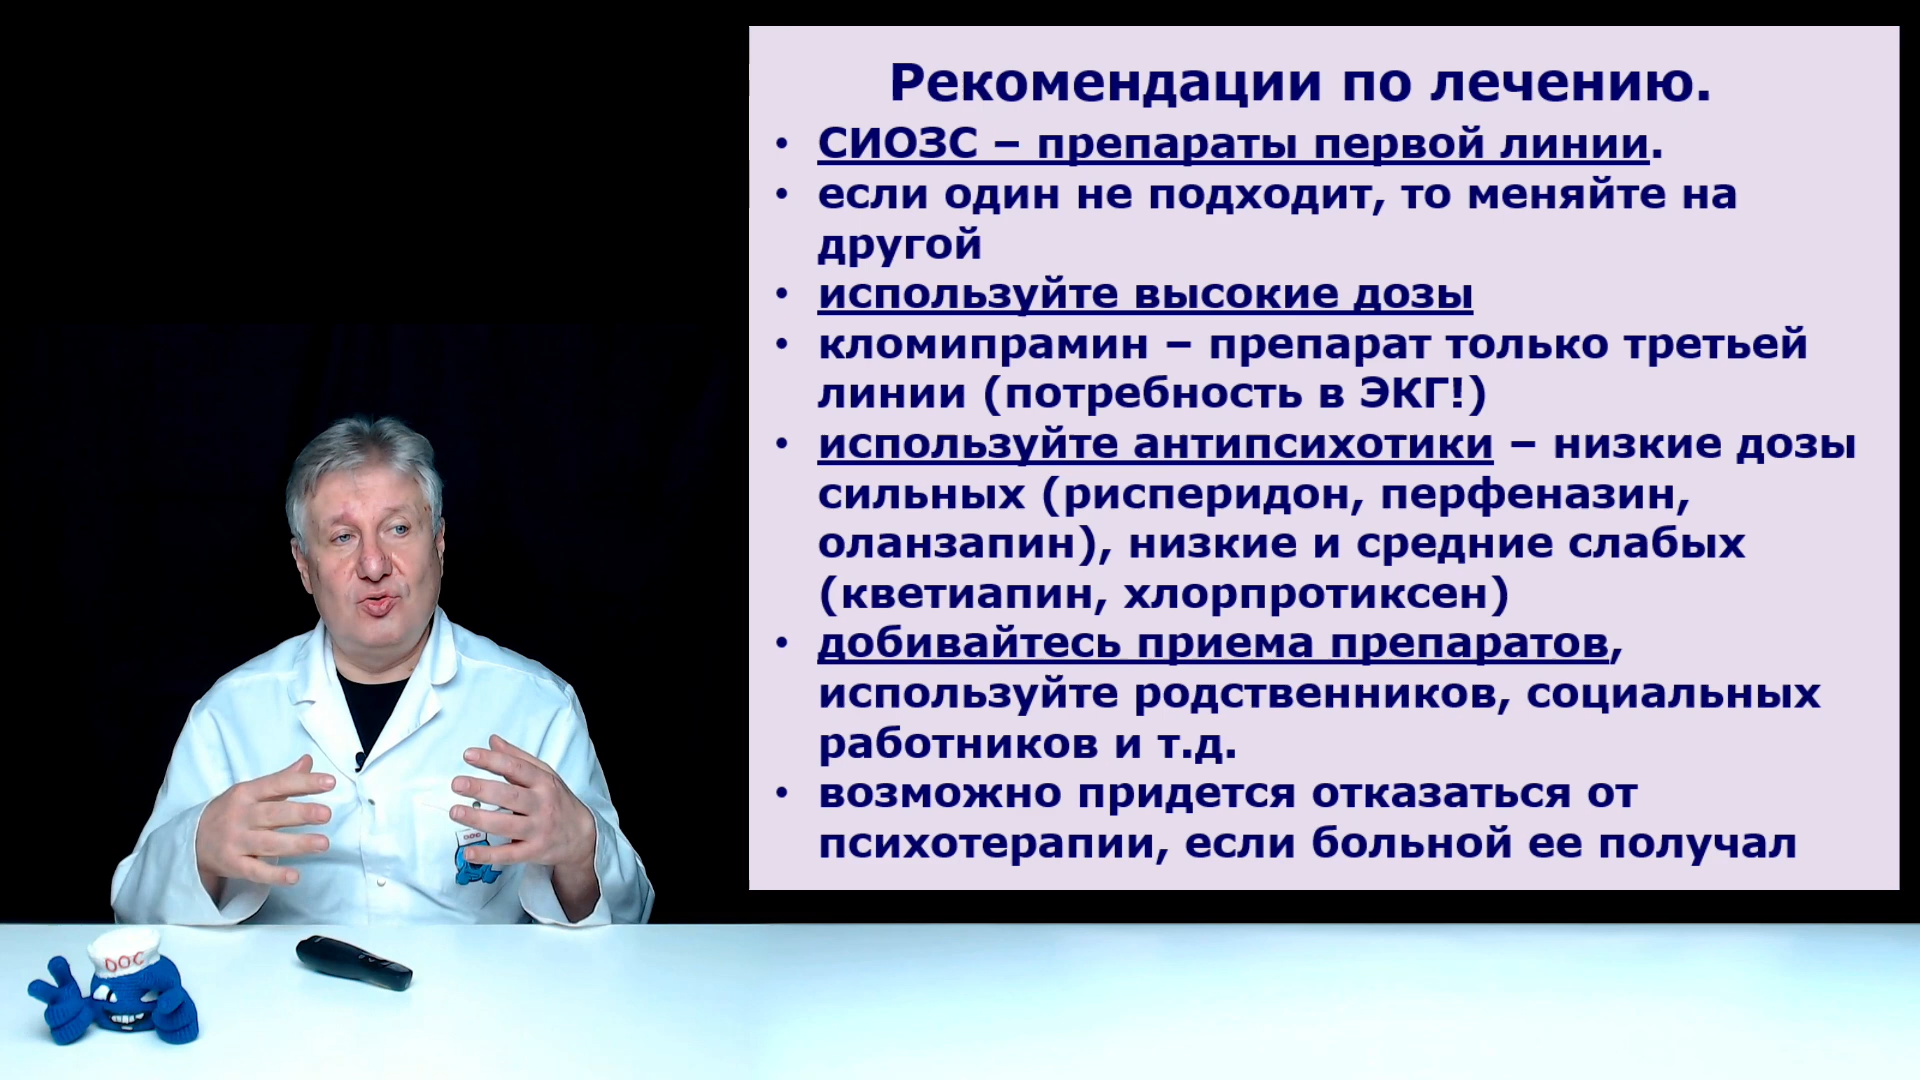 Рекомендации по лечению.
• СИОЗС – препараты первой линии.
• если один не подходит, то меняйте на
другой
• используйте высокие дозы
• кломипрамин – препарат только третьей
линии (потребность в ЭКГ!)
• используйте антипсихотики – низкие дозы
сильных (рисперидон, перфеназин,
оланзапин), низкие и средние слабых
(кветиапин, хлорпротиксен)
• добивайтесь приема препаратов,
используйте родственников, социальных
работников и т.д.
• возможно придется отказаться от
психотерапии, если больной ее получал
DOC